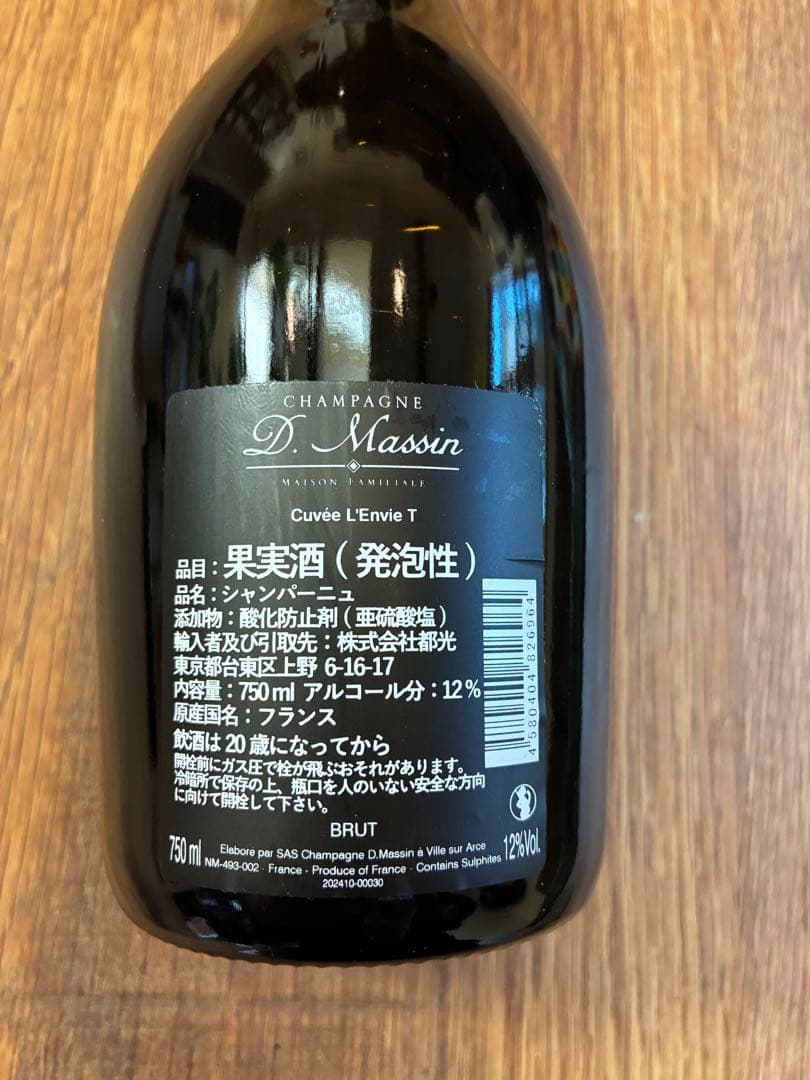 CHAMPAGNE
D. Massin
MAISON FAMILIALE
Cuvée L'Envie T
品目：果実酒（発泡性）
品名：シャンパーニュ
添加物：酸化防止剤（亜硫酸塩）
輸入者及び引取先：株式会社都光
東京都台東区上野 6-16-17
内容量：750ml アルコール分：12%
原産国名：フランス
飲酒は20歳になってから
開栓前にガス圧で栓が飛ぶおそれがあります。
冷暗所で保存の上、瓶口を人のいない安全な方向
に向けて開栓して下さい。
4 580404 826964
BRUT
750 ml
Elabore par SAS Champagne D.Massin à Ville sur Arce
NM-493-002 - France - Produce of France - Contains Sulphites
12%Vol.
202410-00030